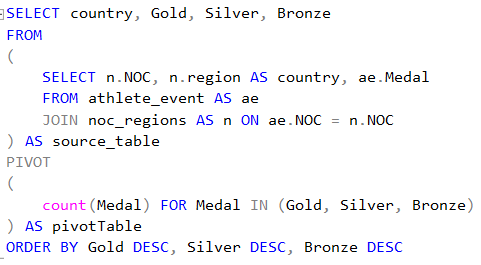 SELECT country, Gold, Silver, Bronze
FROM
(
SELECT n.NOC, n.region AS country, ae.Medal
FROM athlete_event AS ae
JOIN noc_regions AS n ON ae.NOC = n.NOC
) AS source_table
PIVOT
(
count(Medal) FOR Medal IN (Gold, Silver, Bronze)
) AS pivotTable
ORDER BY Gold DESC, Silver DESC, Bronze DESC